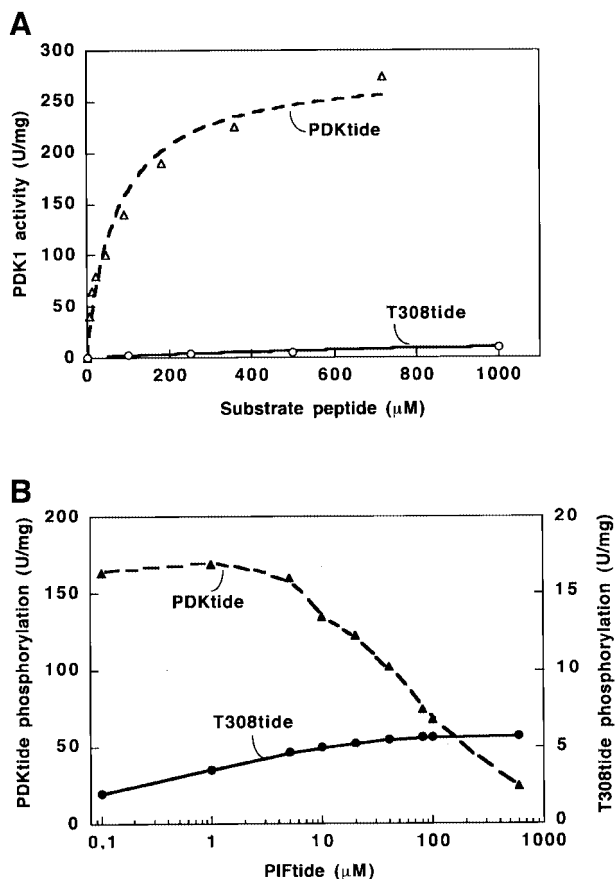 A
300
250
200
150
100
50
0
PDK1 activity (U/mg)
PDKtide
T308tide
0 200 400 600 800 1000
Substrate peptide (μM)
B
200
150
100
50
0
PDKtide phosphorylation (U/mg)
PDKtide
T308tide
20
15
10
5
0
T308tide phosphorylation (U/mg)
0.1 1 10 100 1000
PIFtide (μM)